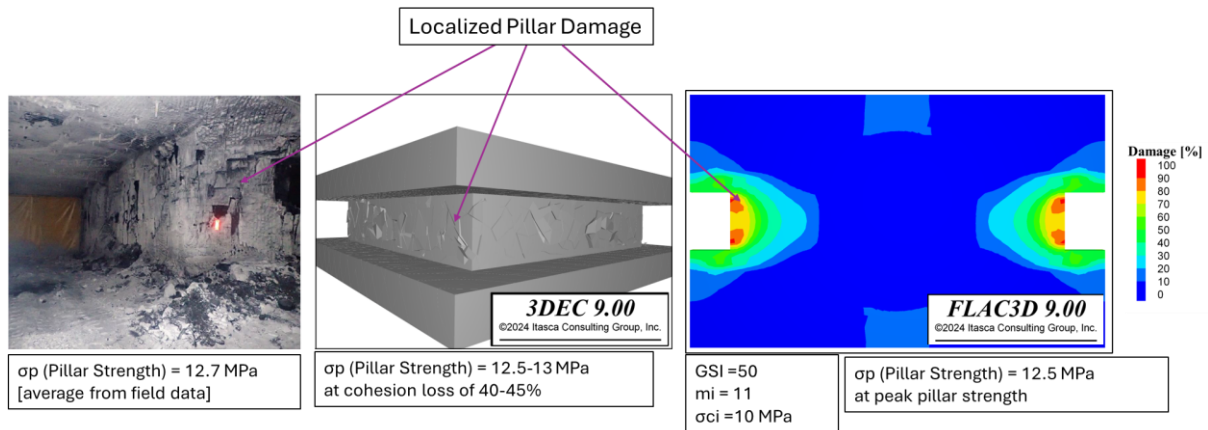 Localized Pillar Damage
3DEC 9.00
©2024 Itasca Consulting Group, Inc.
FLAC3D 9.00
©2024 Itasca Consulting Group, Inc.
Damage [%]
100
90
80
70
60
50
40
30
20
10
0
σp (Pillar Strength) = 12.7 MPa
[average from field data]
σp (Pillar Strength) = 12.5-13 MPa
at cohesion loss of 40-45%
GSI =50
mi = 11
σci =10 MPa
σp (Pillar Strength) = 12.5 MPa
at peak pillar strength